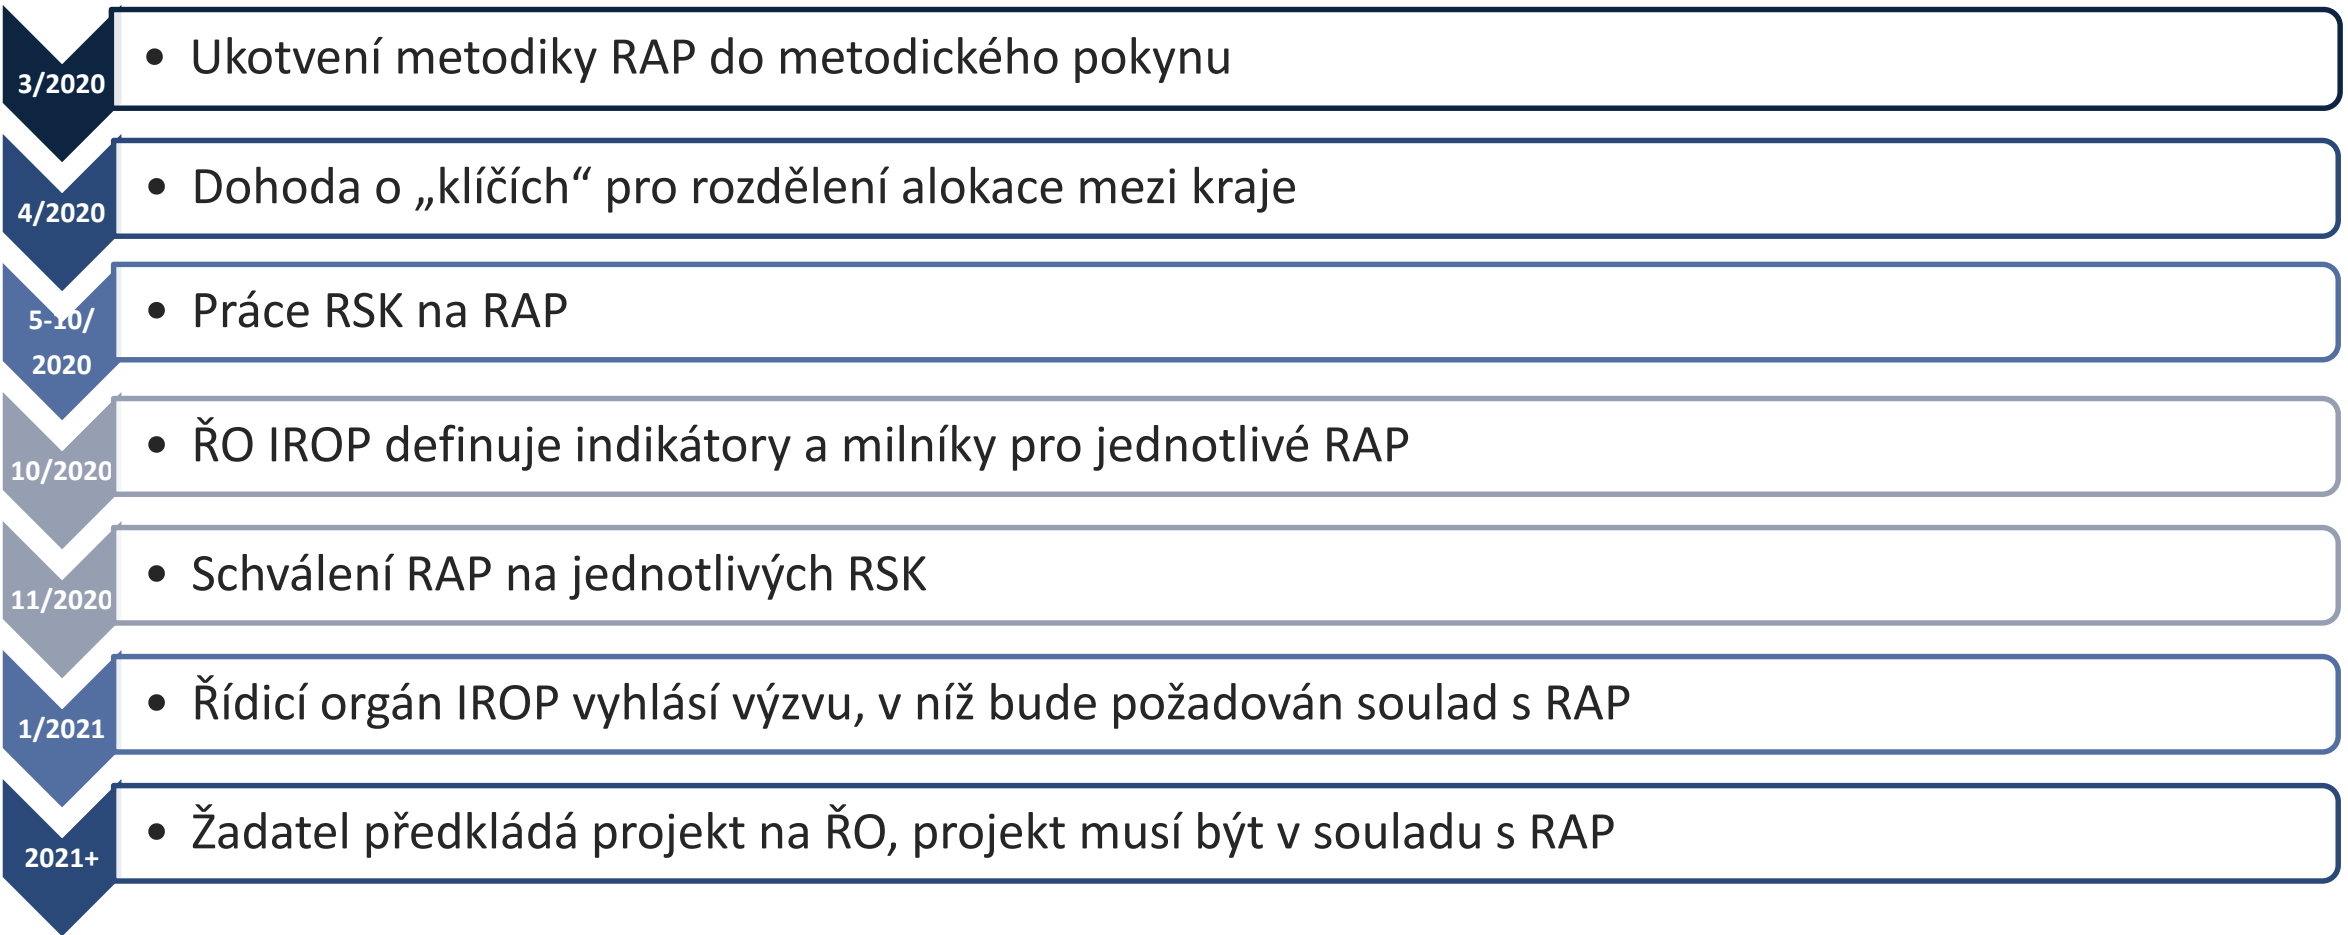 3/2020
• Ukotvení metodiky RAP do metodického pokynu
4/2020
• Dohoda o „klíčích“ pro rozdělení alokace mezi kraje
5-10/
2020
• Práce RSK na RAP
10/2020
• ŘO IROP definuje indikátory a milníky pro jednotlivé RAP
11/2020
• Schválení RAP na jednotlivých RSK
1/2021
• Řídicí orgán IROP vyhlásí výzvu, v níž bude požadován soulad s RAP
2021+
• Žadatel předkládá projekt na ŘO, projekt musí být v souladu s RAP